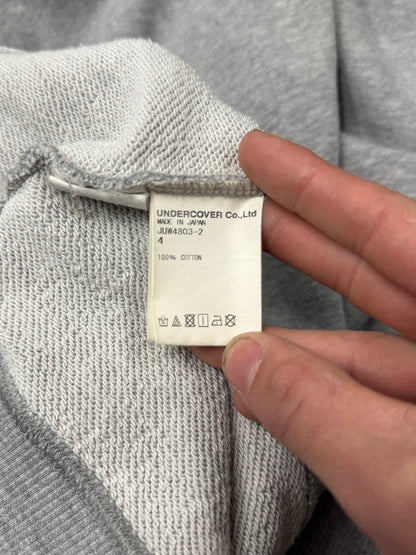 UNDERCOVER Co.,Ltd
MADE IN JAPAN
JUW4803-2
4
100% COTTON